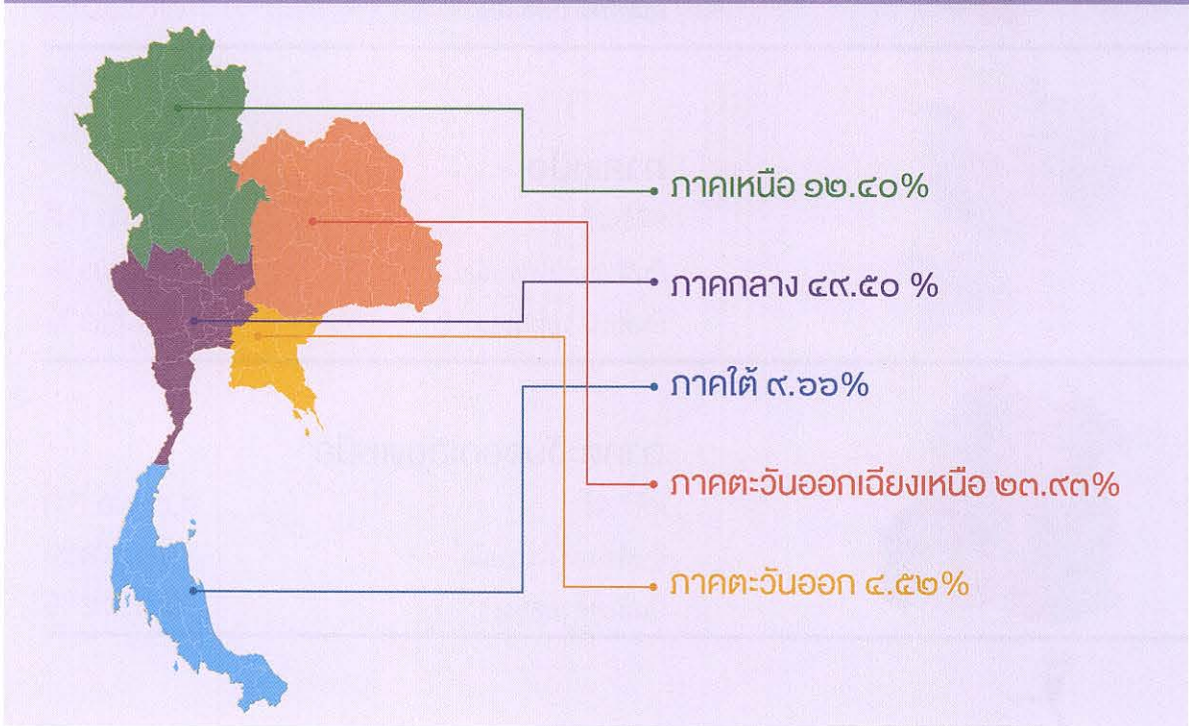 ภาคเหนือ ๑๒.๔๐%
ภาคกลาง ๔๙.๕๐ %
ภาคใต้ ๙.๖๖%
ภาคตะวันออกเฉียงเหนือ ๒๓.๙๓%
ภาคตะวันออก ๔.๕๒%